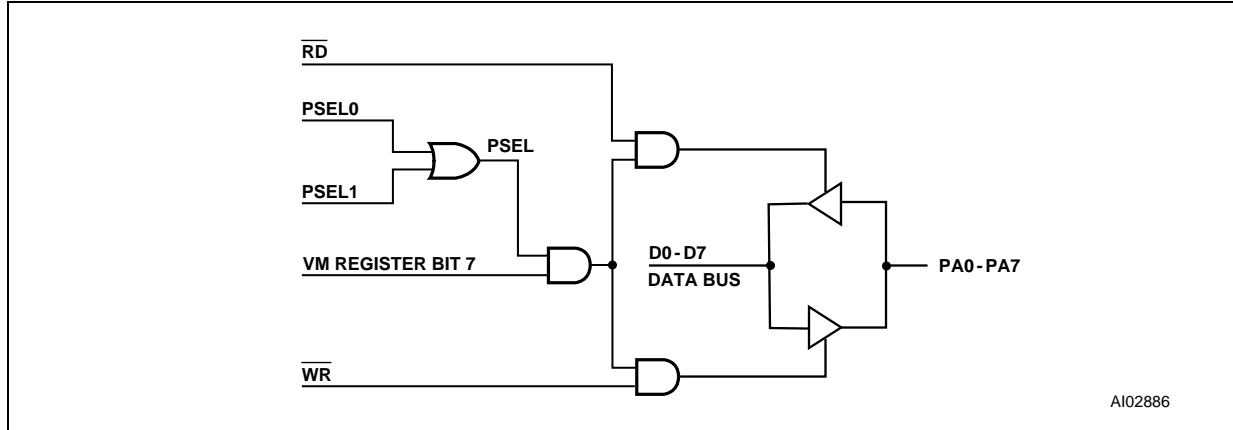 RD
PSEL0
PSEL
PSEL1
VM REGISTER BIT 7
D0-D7
DATA BUS
PA0-PA7
WR
AI02886